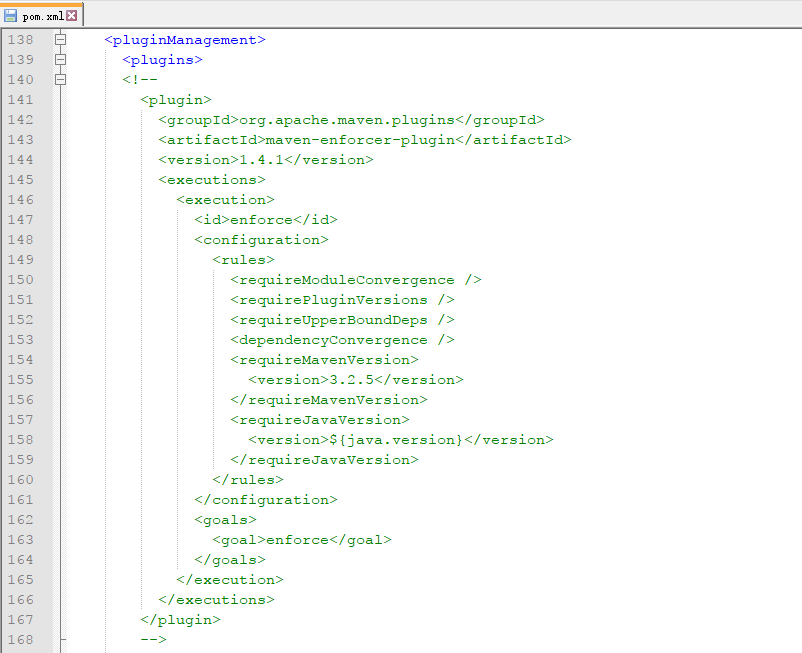 pom.xml
138 <pluginManagement>
139 <plugins>
140 <!--
141 <plugin>
142 <groupId>org.apache.maven.plugins</groupId>
143 <artifactId>maven-enforcer-plugin</artifactId>
144 <version>1.4.1</version>
145 <executions>
146 <execution>
147 <id>enforce</id>
148 <configuration>
149 <rules>
150 <requireModuleConvergence />
151 <requirePluginVersions />
152 <requireUpperBoundDeps />
153 <dependencyConvergence />
154 <requireMavenVersion>
155 <version>3.2.5</version>
156 </requireMavenVersion>
157 <requireJavaVersion>
158 <version>${java.version}</version>
159 </requireJavaVersion>
160 </rules>
161 </configuration>
162 <goals>
163 <goal>enforce</goal>
164 </goals>
165 </execution>
166 </executions>
167 </plugin>
168 -->